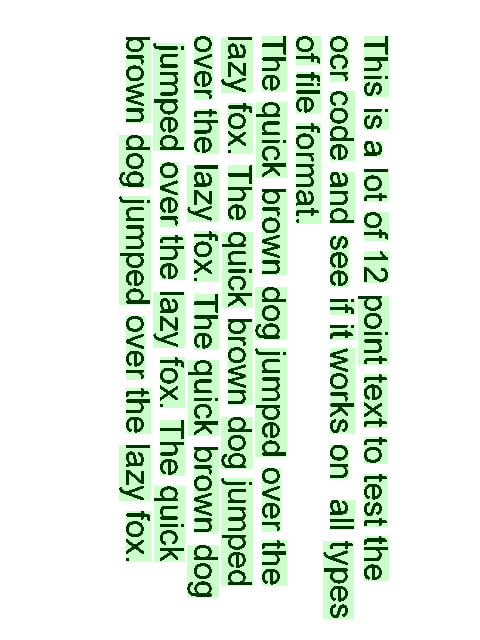 This is a lot of 12 point text to test the
ocr code and see if it works on all types
of file format.
The quick brown dog jumped over the
lazy fox. The quick brown dog jumped
over the lazy fox. The quick brown dog
jumped over the lazy fox. The quick
brown dog jumped over the lazy fox.